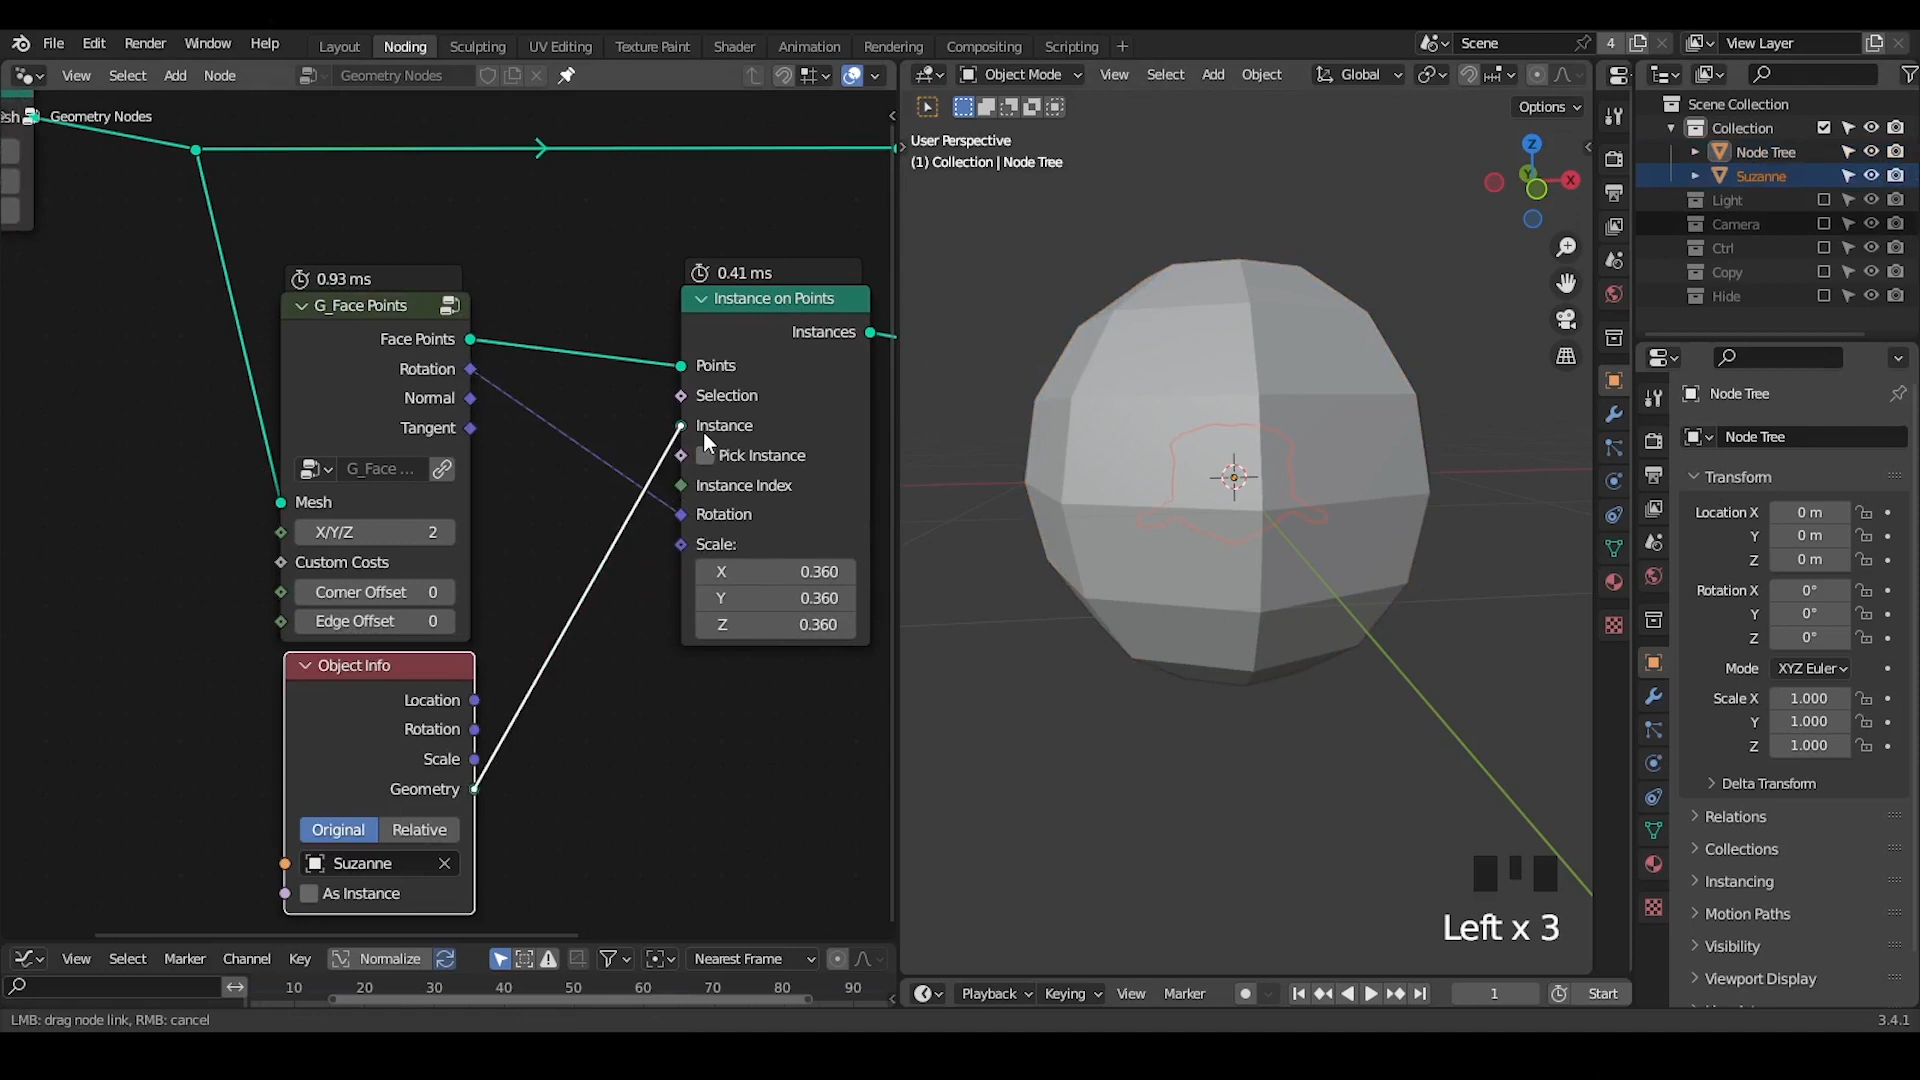 File Edit Render Window Help
Layout Noding Sculpting UV Editing Texture Paint Shader Animation Rendering Compositing Scripting
Scene 4 View Layer
View Select Add Node Geometry Nodes
Object Mode View Select Add Object Global
Geometry Nodes
Options
User Perspective
(1) Collection | Node Tree
Z
Y
X
Scene Collection
Collection
Node Tree
Suzanne
Light
Camera
Ctrl
Copy
Hide
0.93 ms
G_Face Points
Face Points
Rotation
Normal
Tangent
G_Face ...
Mesh
X/Y/Z 2
Custom Costs
Corner Offset 0
Edge Offset 0
0.41 ms
Instance on Points
Instances
Points
Selection
Instance
Pick Instance
Instance Index
Rotation
Scale:
X 0.360
Y 0.360
Z 0.360
Object Info
Location
Rotation
Scale
Geometry
Original Relative
Suzanne
As Instance
Node Tree
Node Tree
Transform
Location X 0 m
Y 0 m
Z 0 m
Rotation X 0°
Y 0°
Z 0°
Mode XYZ Euler
Scale X 1.000
Y 1.000
Z 1.000
Delta Transform
Relations
Collections
Instancing
Motion Paths
Visibility
Viewport Display
Left x 3
View Select Marker Channel Key Normalize Nearest Frame
10 20 30 40 50 60 70 80 90
Playback Keying View Marker 1 Start
LMB: drag node link, RMB: cancel
3.4.1